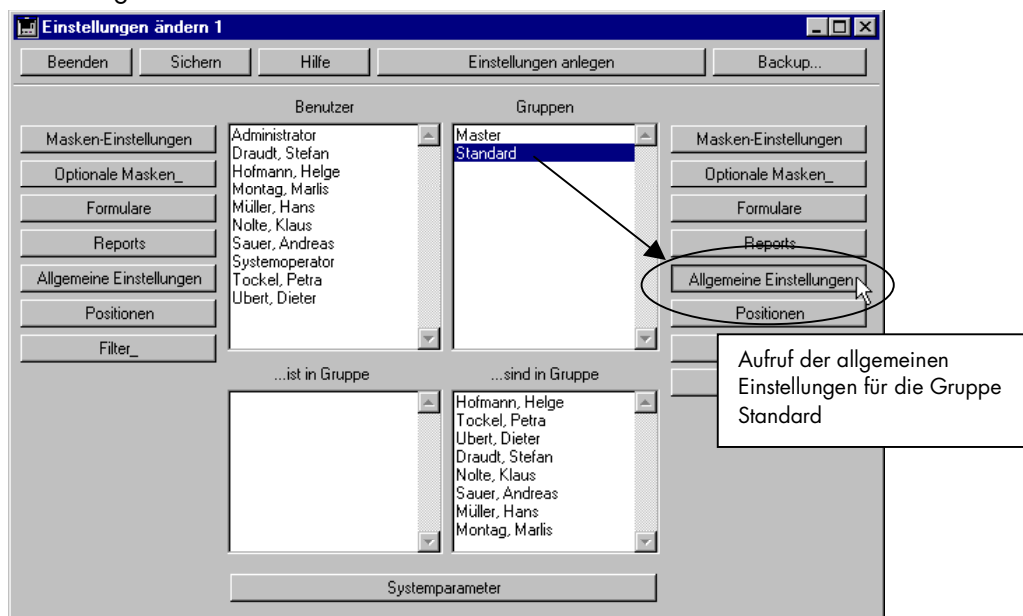 Einstellungen ändern 1
Beenden
Sichern
Hilfe
Einstellungen anlegen
Backup...
Benutzer
Gruppen
Masken-Einstellungen
Optionale Masken_
Formulare
Reports
Allgemeine Einstellungen
Positionen
Filter_
Administrator
Draudt, Stefan
Hofmann, Helge
Montag, Marlis
Müller, Hans
Nolte, Klaus
Sauer, Andreas
Systemoperator
Tockel, Petra
Ubert, Dieter
Master
Standard
Masken-Einstellungen
Optionale Masken_
Formulare
Reports
Allgemeine Einstellungen
Positionen
Aufruf der allgemeinen
Einstellungen für die Gruppe
Standard
...ist in Gruppe
...sind in Gruppe
Hofmann, Helge
Tockel, Petra
Ubert, Dieter
Draudt, Stefan
Nolte, Klaus
Sauer, Andreas
Müller, Hans
Montag, Marlis
Systemparameter